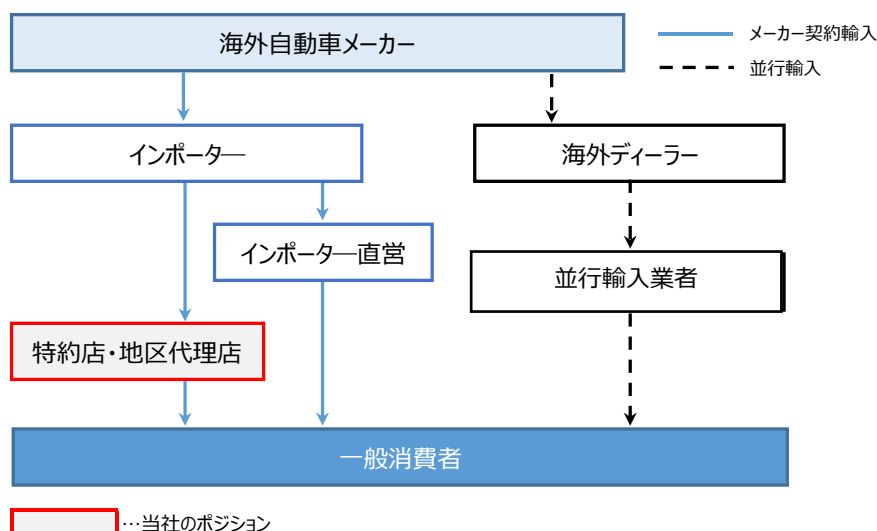 海外自動車メーカー
メーカー契約輸入
並行輸入
インポーター
海外ディーラー
インポーター直営
並行輸入業者
特約店・地区代理店
一般消費者
…当社のポジション